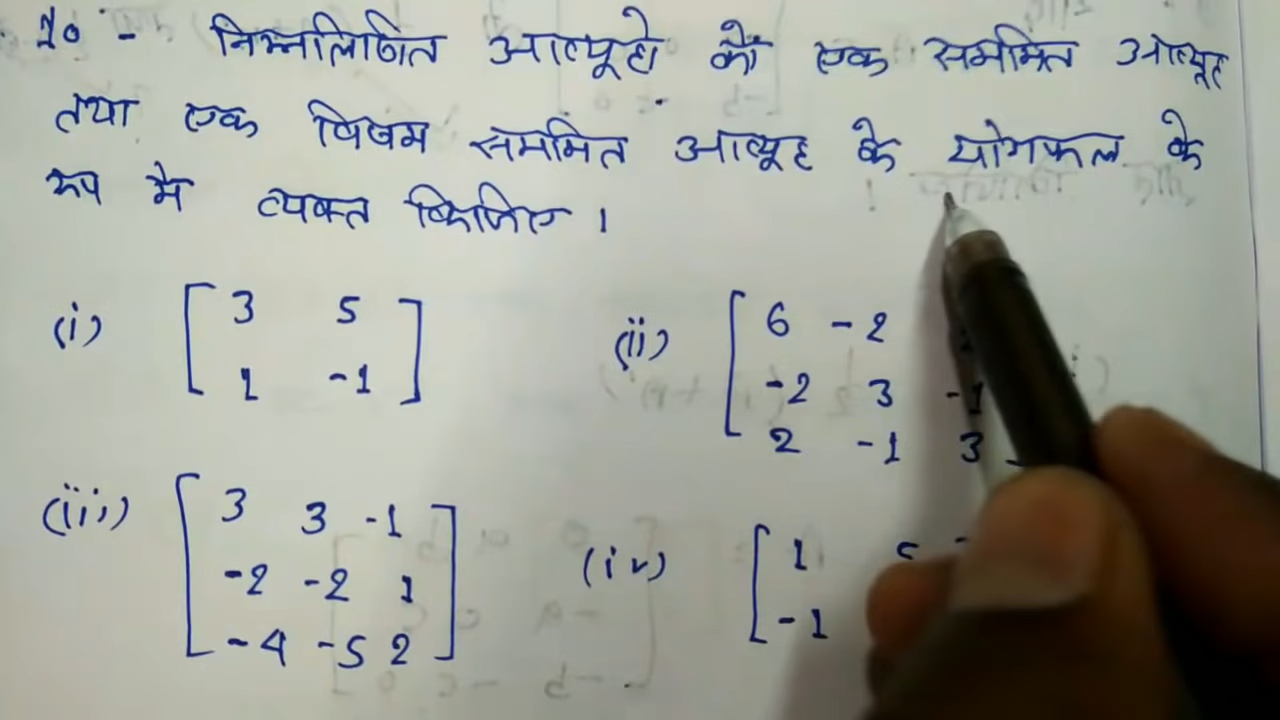 10 - निम्नलिखित आव्यूहो को एक सममित आव्यूह
तथा एक विषम सममित आव्यूह के योगफल के
रूप में व्यक्त किजिए ।
(i) [ 3 5
1 -1 ]
(ii) [ 6 -2
-2 3 -1
2 -1 3 ]
(iii) [ 3 3 -1
-2 -2 1
-4 -5 2 ]
(iv) [ 1
-1